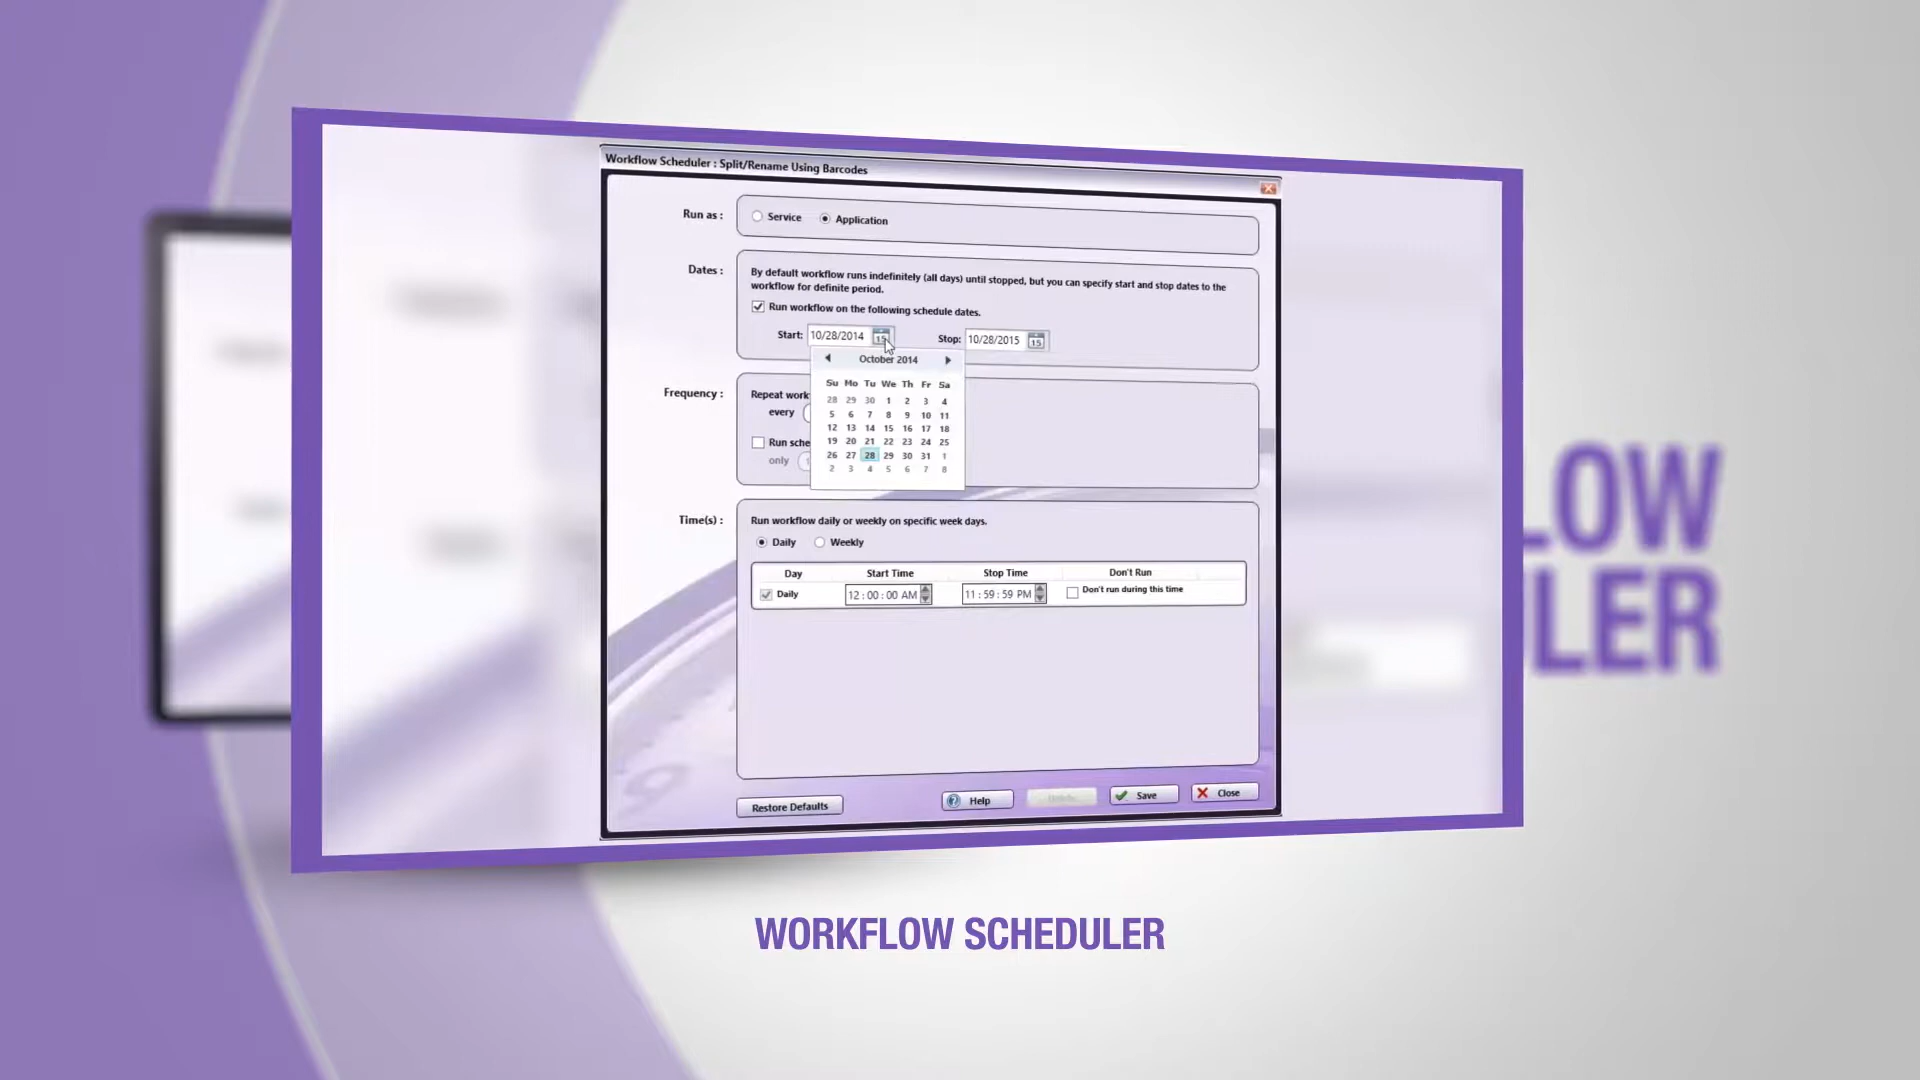 Workflow Scheduler : Split/Rename Using Barcodes
Run as :
Service
Application
Dates :
By default workflow runs indefinitely (all days) until stopped, but you can specify start and stop dates to the
workflow for definite period.
Run workflow on the following schedule dates.
Start: 10/28/2014 15
Stop: 10/28/2015 15
October 2014
Su Mo Tu We Th Fr Sa
28 29 30 1 2 3 4
5 6 7 8 9 10 11
12 13 14 15 16 17 18
19 20 21 22 23 24 25
26 27 28 29 30 31 1
2 3 4 5 6 7 8
Frequency :
Repeat work
every
Run sche
only
Time(s) :
Run workflow daily or weekly on specific week days.
Daily
Weekly
Day Start Time Stop Time Don't Run
Daily 12 : 00 : 00 AM 11 : 59 : 59 PM Don't run during this time
Restore Defaults
Help
Save
Close
LOW
LER
WORKFLOW SCHEDULER